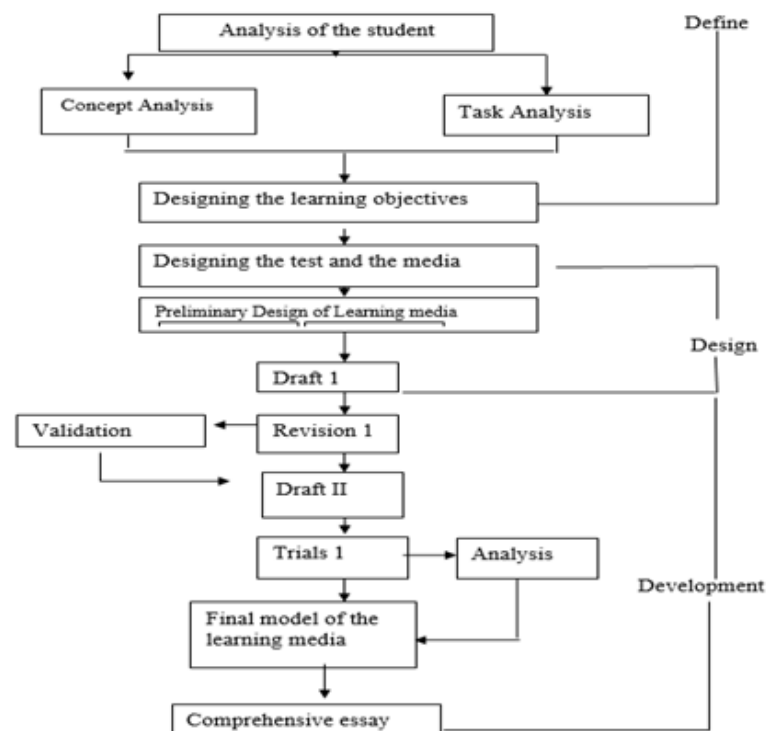 Analysis of the student
Define
Concept Analysis
Task Analysis
Designing the learning objectives
Designing the test and the media
Preliminary Design of Learning media
Design
Draft 1
Validation
Revision 1
Draft II
Trials 1
Analysis
Development
Final model of the
learning media
Comprehensive essay